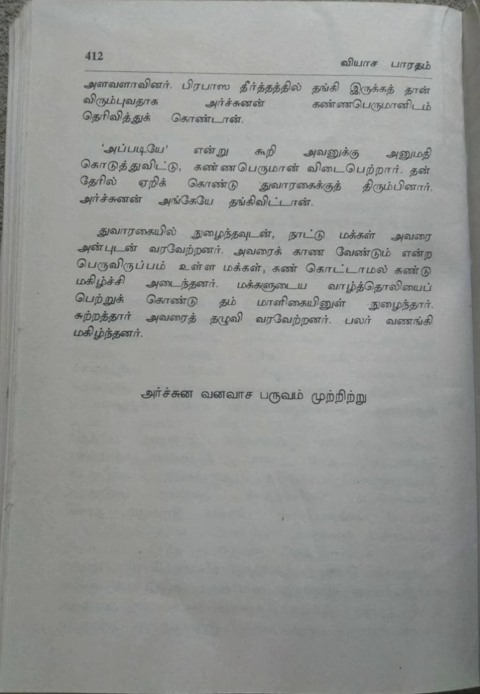 412
வியாச பாரதம்
அளவளாவினர். பிரபாஸ தீர்த்தத்தில் தங்கி இருக்கத் தான்
விரும்புவதாக அர்ச்சுனன் கண்ணபெருமானிடம்
தெரிவித்துக் கொண்டான்.
'அப்படியே' என்று கூறி அவனுக்கு அனுமதி
கொடுத்துவிட்டு, கண்ணபெருமான் விடைபெற்றார். தன்
தேரில் ஏறிக் கொண்டு துவாரகைக்குத் திரும்பினார்.
அர்ச்சுனன் அங்கேயே தங்கிவிட்டான்.
துவாரகையில் நுழைந்தவுடன், நாட்டு மக்கள் அவரை
அன்புடன் வரவேற்றனர். அவரைக் காண வேண்டும் என்ற
பெருவிருப்பம் உள்ள மக்கள், கண் கொட்டாமல் கண்டு
மகிழ்ச்சி அடைந்தனர். மக்களுடைய வாழ்த்தொலியைப்
பெற்றுக் கொண்டு தம் மாளிகையினுள் நுழைந்தார்.
சுற்றத்தார் அவரைத் தழுவி வரவேற்றனர். பலர் வணங்கி
மகிழ்ந்தனர்.
அர்ச்சுன வனவாச பருவம் முற்றிற்று